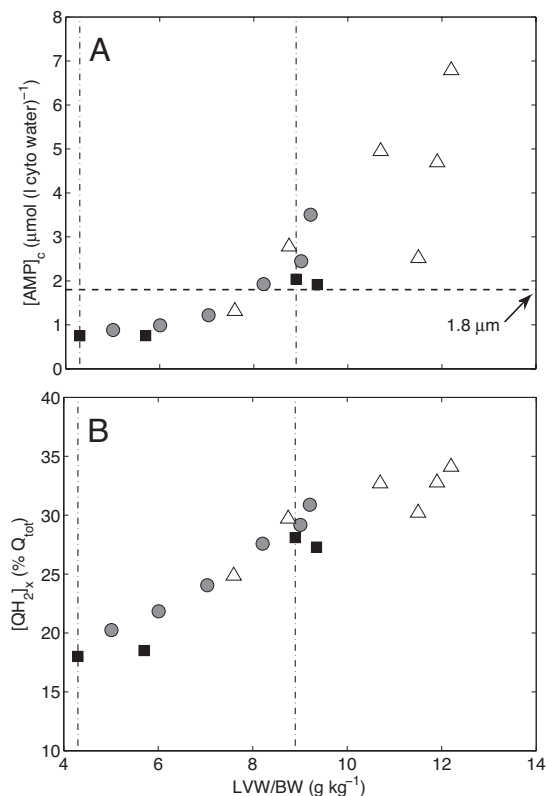 A
8
7
6
5
4
3
2
1
0
[AMP]c (μmol (l cyto water)−1
1.8 μm
B
40
35
30
25
20
15
10
[QH2]x (% Qtot)
4 6 8 10 12 14
LVW/BW (g kg−1)